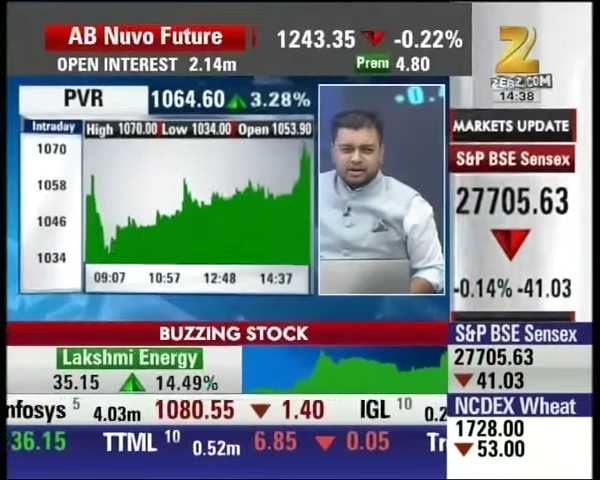 AB Nuvo Future
1243.35 -0.22%
OPEN INTEREST 2.14m
Prem 4.80
Z
ZEEBIZ.COM
14:38
PVR 1064.60 3.28%
Intraday High 1070.00 Low 1034.00 Open 1053.90
1070
1058
1046
1034
09:07 10:57 12:48 14:37
MARKETS UPDATE
S&P BSE Sensex
27705.63
-0.14% -41.03
BUZZING STOCK
Lakshmi Energy
35.15 14.49%
S&P BSE Sensex
27705.63
41.03
NCDEX Wheat
1728.00
53.00
nfosys 5 4.03m 1080.55 1.40 IGL 10 0.2
36.15 TTML 10 0.52m 6.85 0.05 Tr